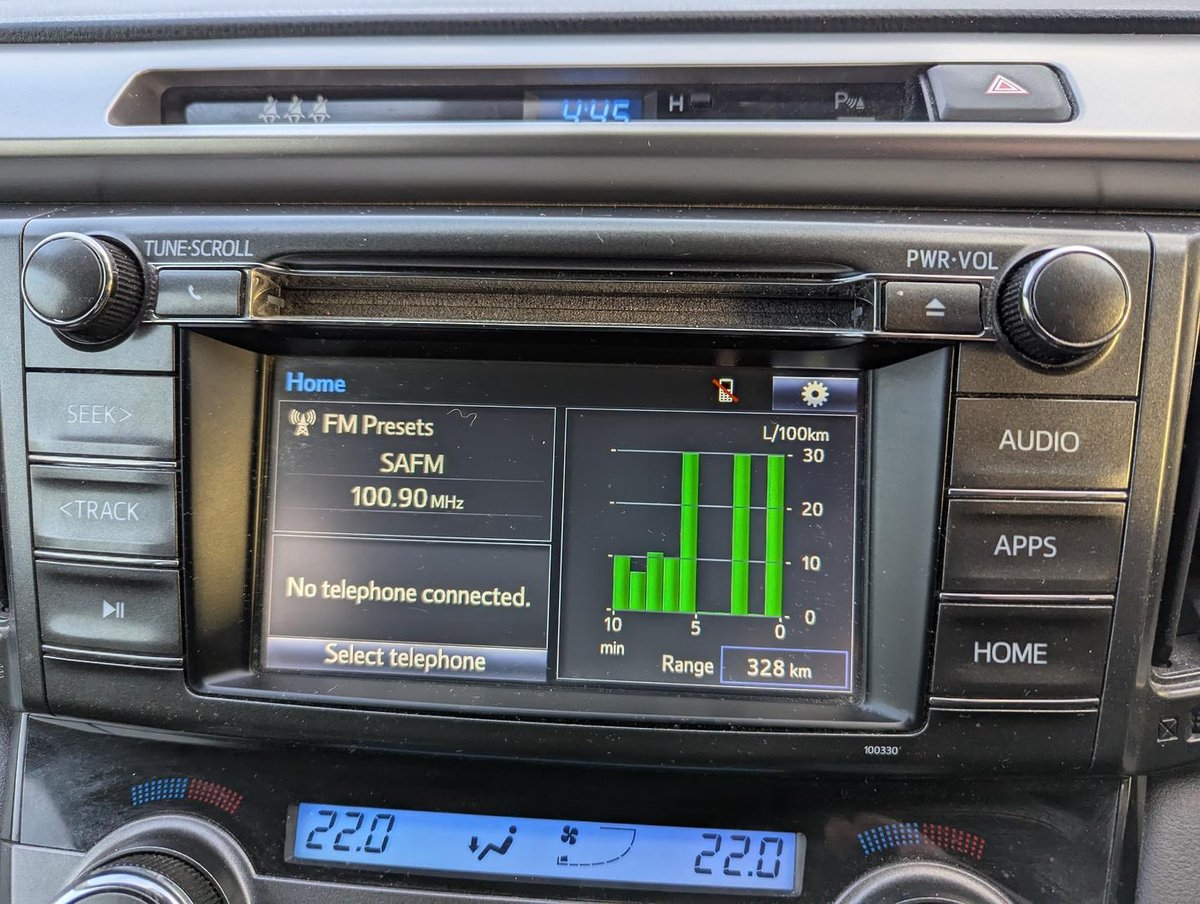 4:45
H
P
TUNE·SCROLL
PWR·VOL
SEEK>
<TRACK
AUDIO
APPS
HOME
Home
FM Presets
SAFM
100.90 MHz
No telephone connected.
Select telephone
L/100km
30
20
10
0
10 5 0
min
Range 328 km
100330
22.0 22.0